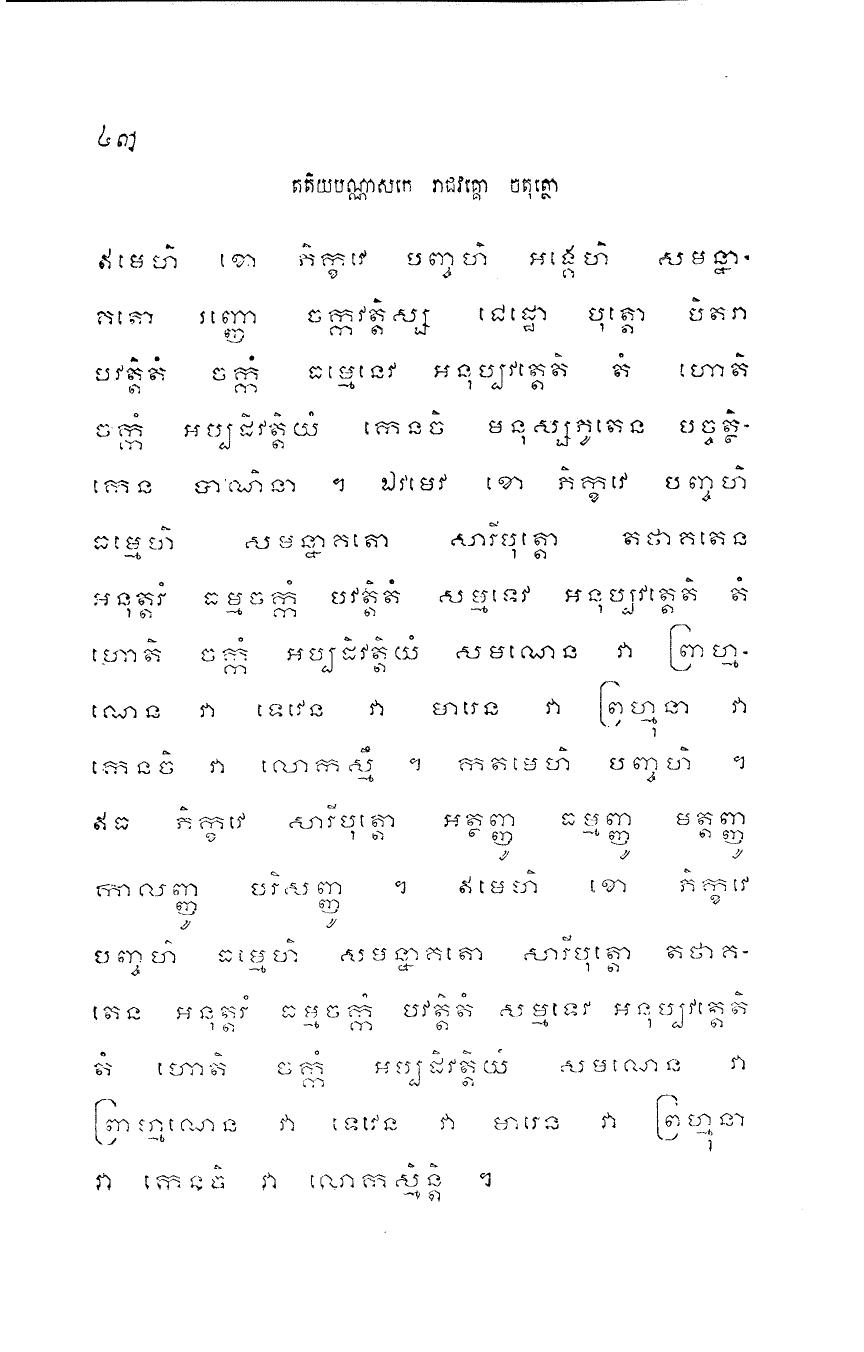 ៤៣
តតិយបណ្ណាសកេ រាជវគ្គោ ចតុត្ថោ
ឥមេហិ ខោ ភិក្ខវេ បញ្ចហិ អង្គេហិ សមន្នា-
គតោ រញ្ញោ ចក្កវត្តិស្ស ជេដ្ឋោ បុត្តោ បិតរា
បវត្តិតំ ចក្កំ ធម្មេនេវ អនុប្បវត្តេតិ តំ ហោតិ
ចក្កំ អប្បដិវត្តិយំ កេនចិ មនុស្សភូតេន បច្ចត្ថិ-
កេន បាណិនា ។ ឯវមេវ ខោ ភិក្ខវេ បញ្ចហិ
ធម្មេហិ សមន្នាគតោ សារីបុត្តោ តថាគតេន
អនុត្តរំ ធម្មចក្កំ បវត្តិតំ សម្មទេវ អនុប្បវត្តេតិ តំ
ហោតិ ចក្កំ អប្បដិវត្តិយំ សមណេន វា ព្រាហ្ម-
ណេន វា ទេវេន វា មារេន វា ព្រហ្មុនា វា
កេនចិ វា លោកស្មឹ ។ កតមេហិ បញ្ចហិ ។
ឥធ ភិក្ខវេ សារីបុត្តោ អត្ថញ្ញូ ធម្មញ្ញូ មត្តញ្ញូ
កាលញ្ញូ បរិសញ្ញូ ។ ឥមេហិ ខោ ភិក្ខវេ
បញ្ចហិ ធម្មេហិ សមន្នាគតោ សារីបុត្តោ តថាគ-
តេន អនុត្តរំ ធម្មចក្កំ បវត្តិតំ សម្មទេវ អនុប្បវត្តេតិ
តំ ហោតិ ចក្កំ អប្បដិវត្តិយំ សមណេន វា
ព្រាហ្មណេន វា ទេវេន វា មារេន វា ព្រហ្មុនា
វា កេនចិ វា លោកស្មិន្តិ ។